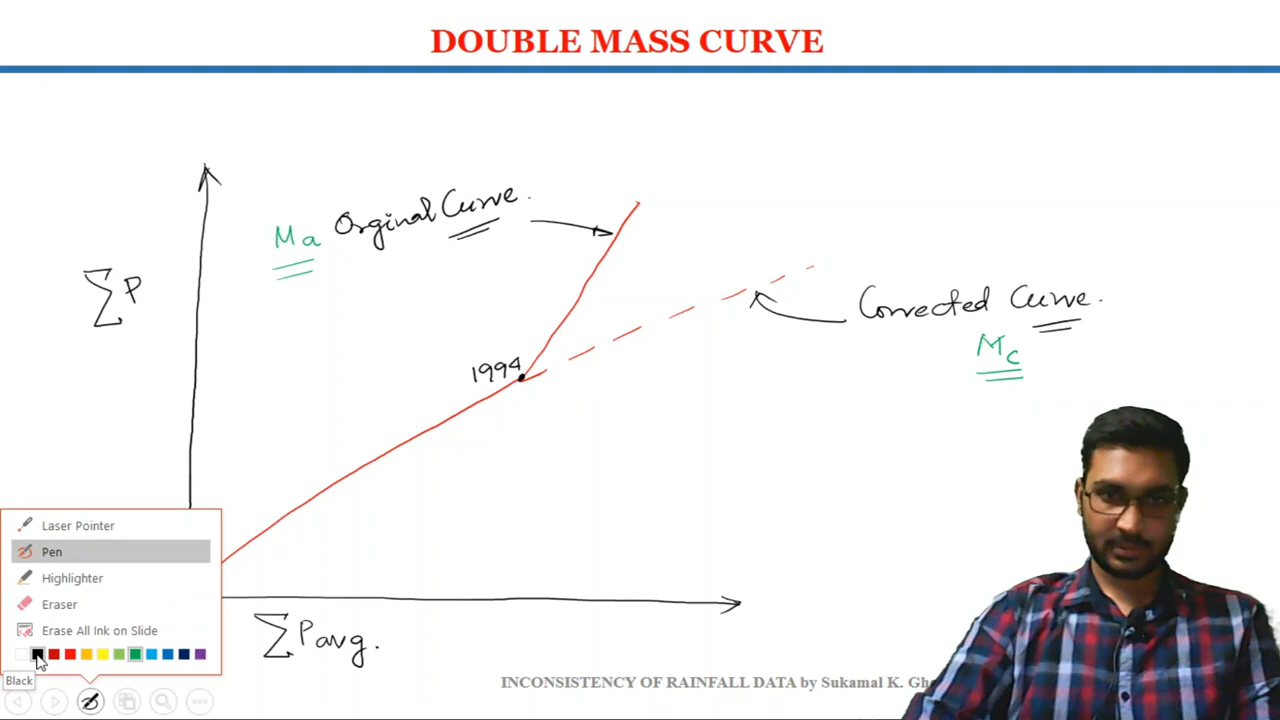 DOUBLE MASS CURVE
Ma Orginal Curve.
ΣP
Corrected Curve.
Mc
1994
Laser Pointer
Pen
Highlighter
Eraser
Erase All Ink on Slide
Black
ΣPavg.
INCONSISTENCY OF RAINFALL DATA by Sukamal K.